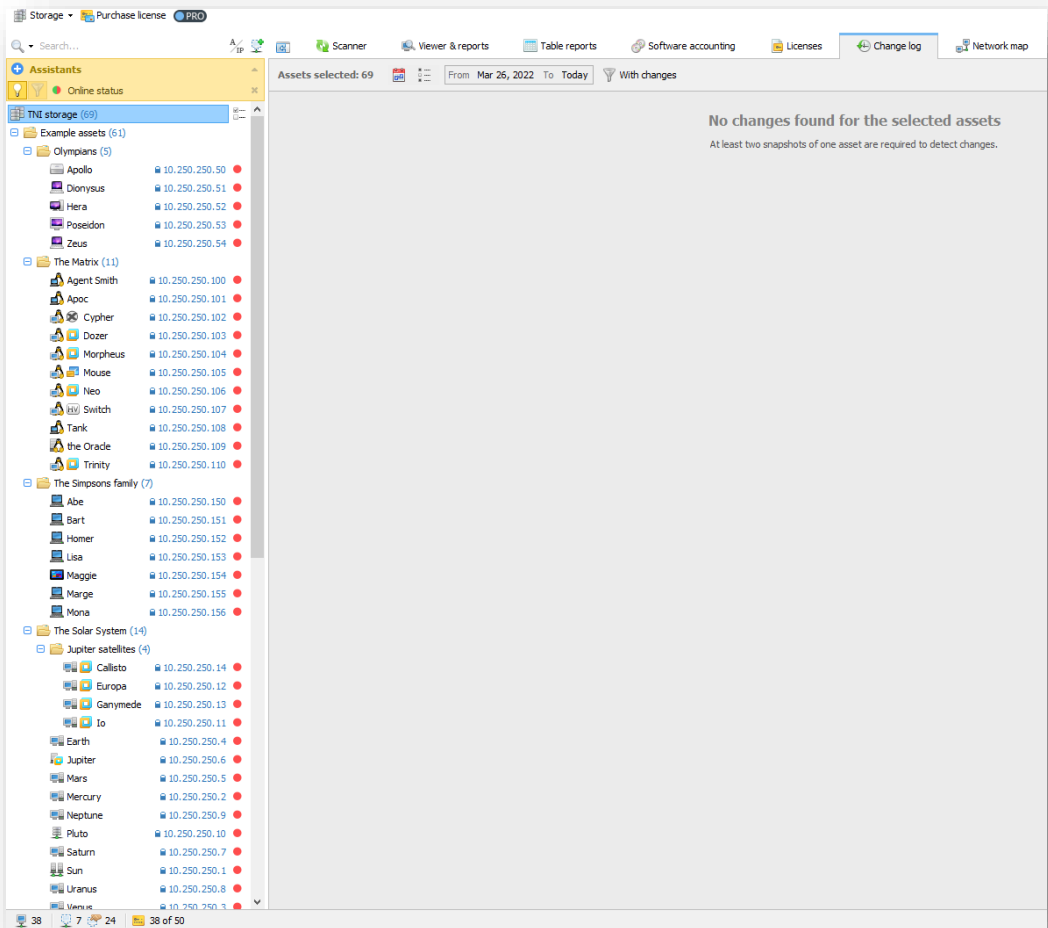 Storage Purchase license PRO
Search... A/IP Scanner Viewer & reports Table reports Software accounting Licenses Change log Network map
Assistants
Online status
Assets selected: 69 From Mar 26, 2022 To Today With changes
No changes found for the selected assets
At least two snapshots of one asset are required to detect changes.
TNI storage (69)
Example assets (61)
Olympians (5)
Apollo 10.250.250.50
Dionysus 10.250.250.51
Hera 10.250.250.52
Poseidon 10.250.250.53
Zeus 10.250.250.54
The Matrix (11)
Agent Smith 10.250.250.100
Apoc 10.250.250.101
Cypher 10.250.250.102
Dozer 10.250.250.103
Morpheus 10.250.250.104
Mouse 10.250.250.105
Neo 10.250.250.106
HV Switch 10.250.250.107
Tank 10.250.250.108
the Oracle 10.250.250.109
Trinity 10.250.250.110
The Simpsons family (7)
Abe 10.250.250.150
Bart 10.250.250.151
Homer 10.250.250.152
Lisa 10.250.250.153
Maggie 10.250.250.154
Marge 10.250.250.155
Mona 10.250.250.156
The Solar System (14)
Jupiter satellites (4)
Callisto 10.250.250.14
Europa 10.250.250.12
Ganymede 10.250.250.13
Io 10.250.250.11
Earth 10.250.250.4
Jupiter 10.250.250.6
Mars 10.250.250.5
Mercury 10.250.250.2
Neptune 10.250.250.9
Pluto 10.250.250.10
Saturn 10.250.250.7
Sun 10.250.250.1
Uranus 10.250.250.8
Venus 10.250.250.3
38 7 24 38 of 50